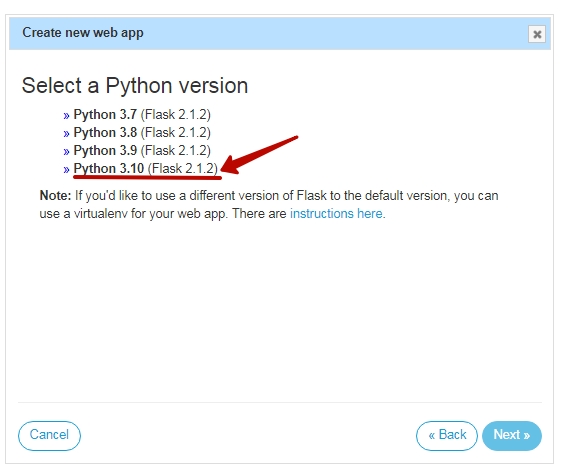 Create new web app
Select a Python version
» Python 3.7 (Flask 2.1.2)
» Python 3.8 (Flask 2.1.2)
» Python 3.9 (Flask 2.1.2)
» Python 3.10 (Flask 2.1.2)
Note: If you'd like to use a different version of Flask to the default version, you can
use a virtualenv for your web app. There are instructions here.
Cancel
« Back
Next »